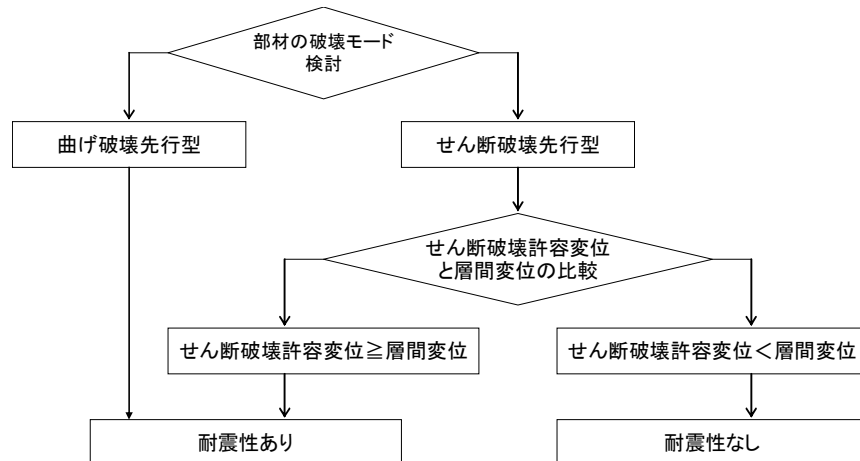 部材の破壊モード
検討
曲げ破壊先行型
せん断破壊先行型
せん断破壊許容変位
と層間変位の比較
せん断破壊許容変位≧層間変位
せん断破壊許容変位＜層間変位
耐震性あり
耐震性なし